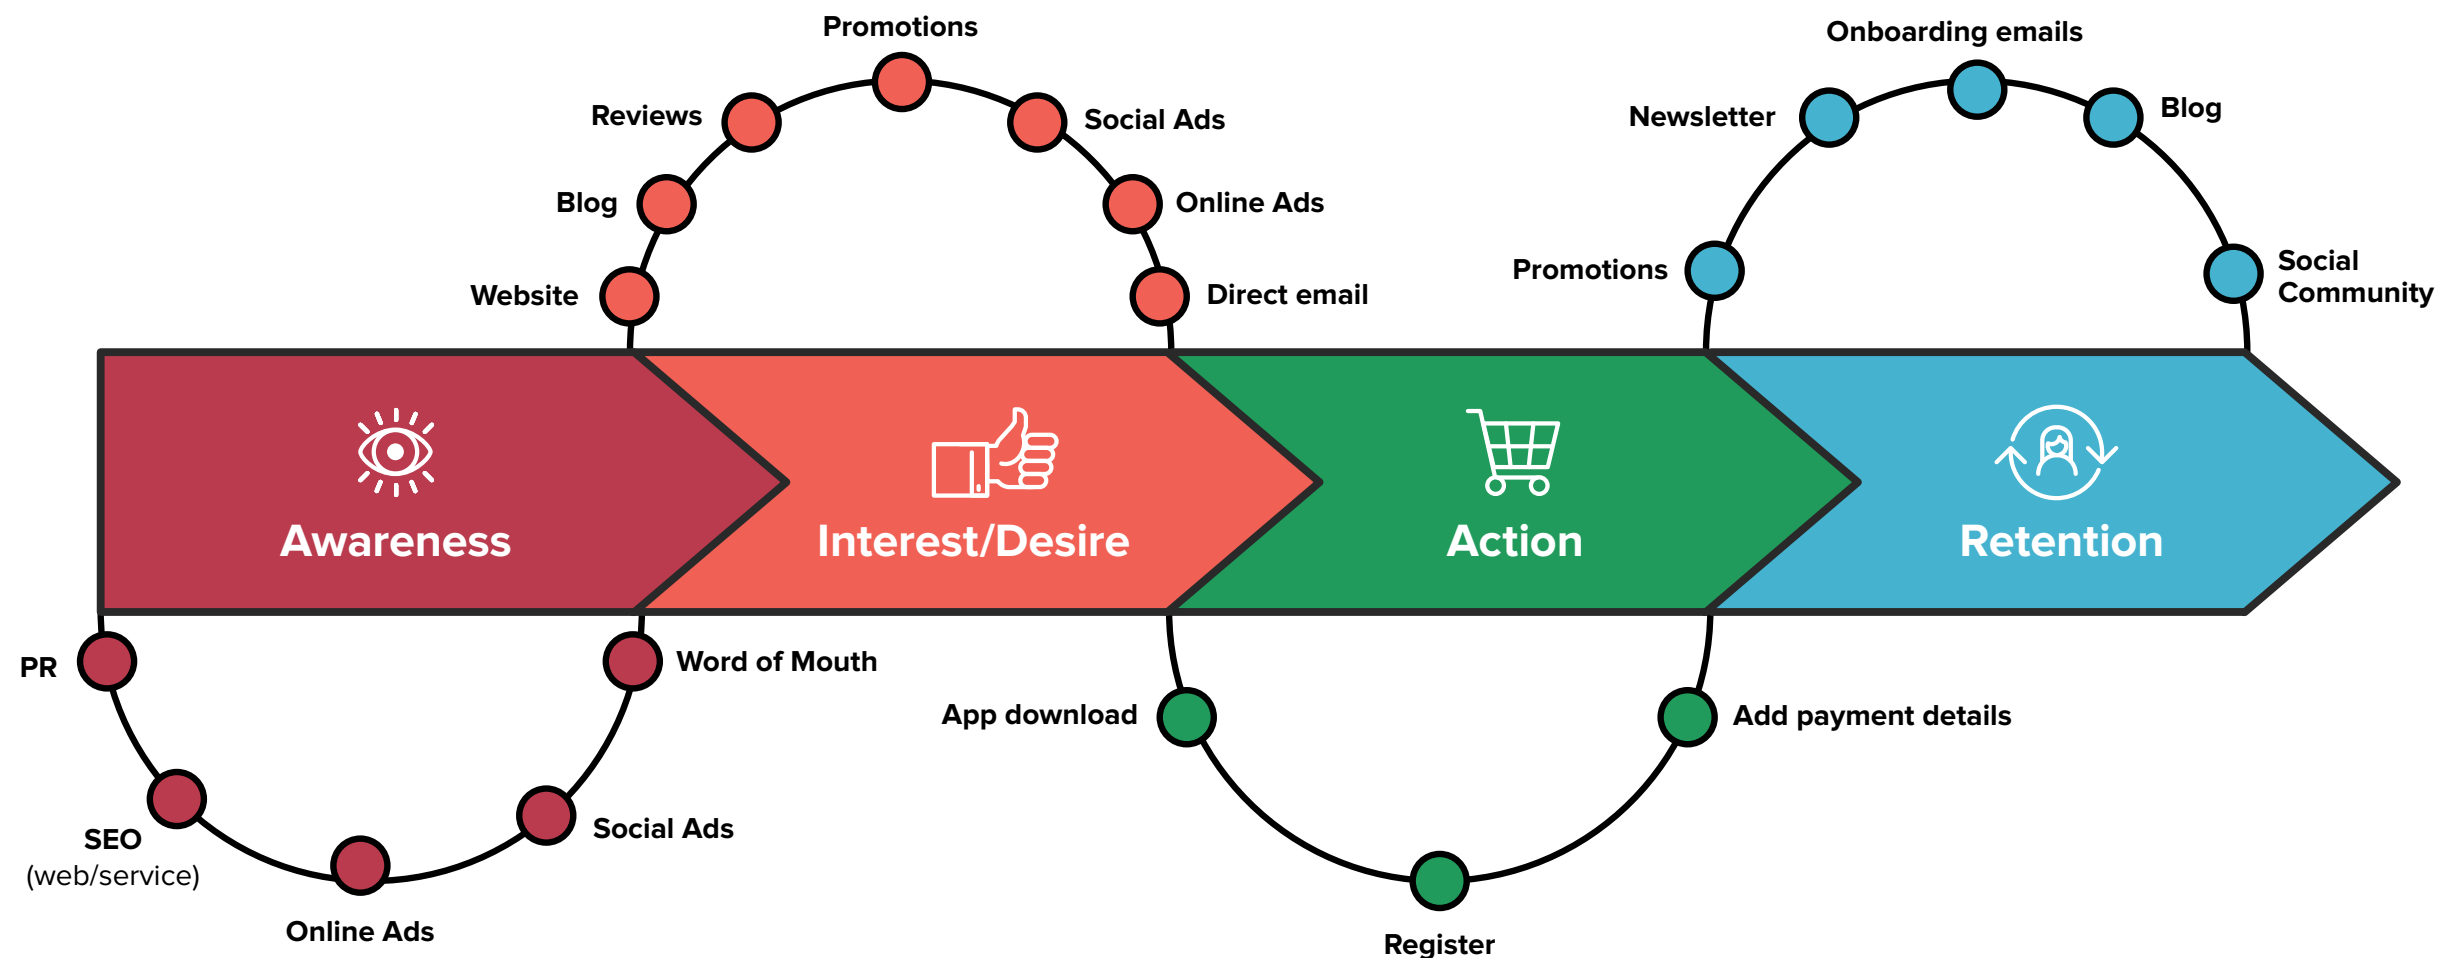 Promotions
Reviews
Social Ads
Blog
Online Ads
Website
Direct email
Onboarding emails
Newsletter
Blog
Promotions
Social
Community
Awareness
Interest/Desire
Action
Retention
PR
Word of Mouth
SEO
(web/service)
Social Ads
Online Ads
App download
Add payment details
Register